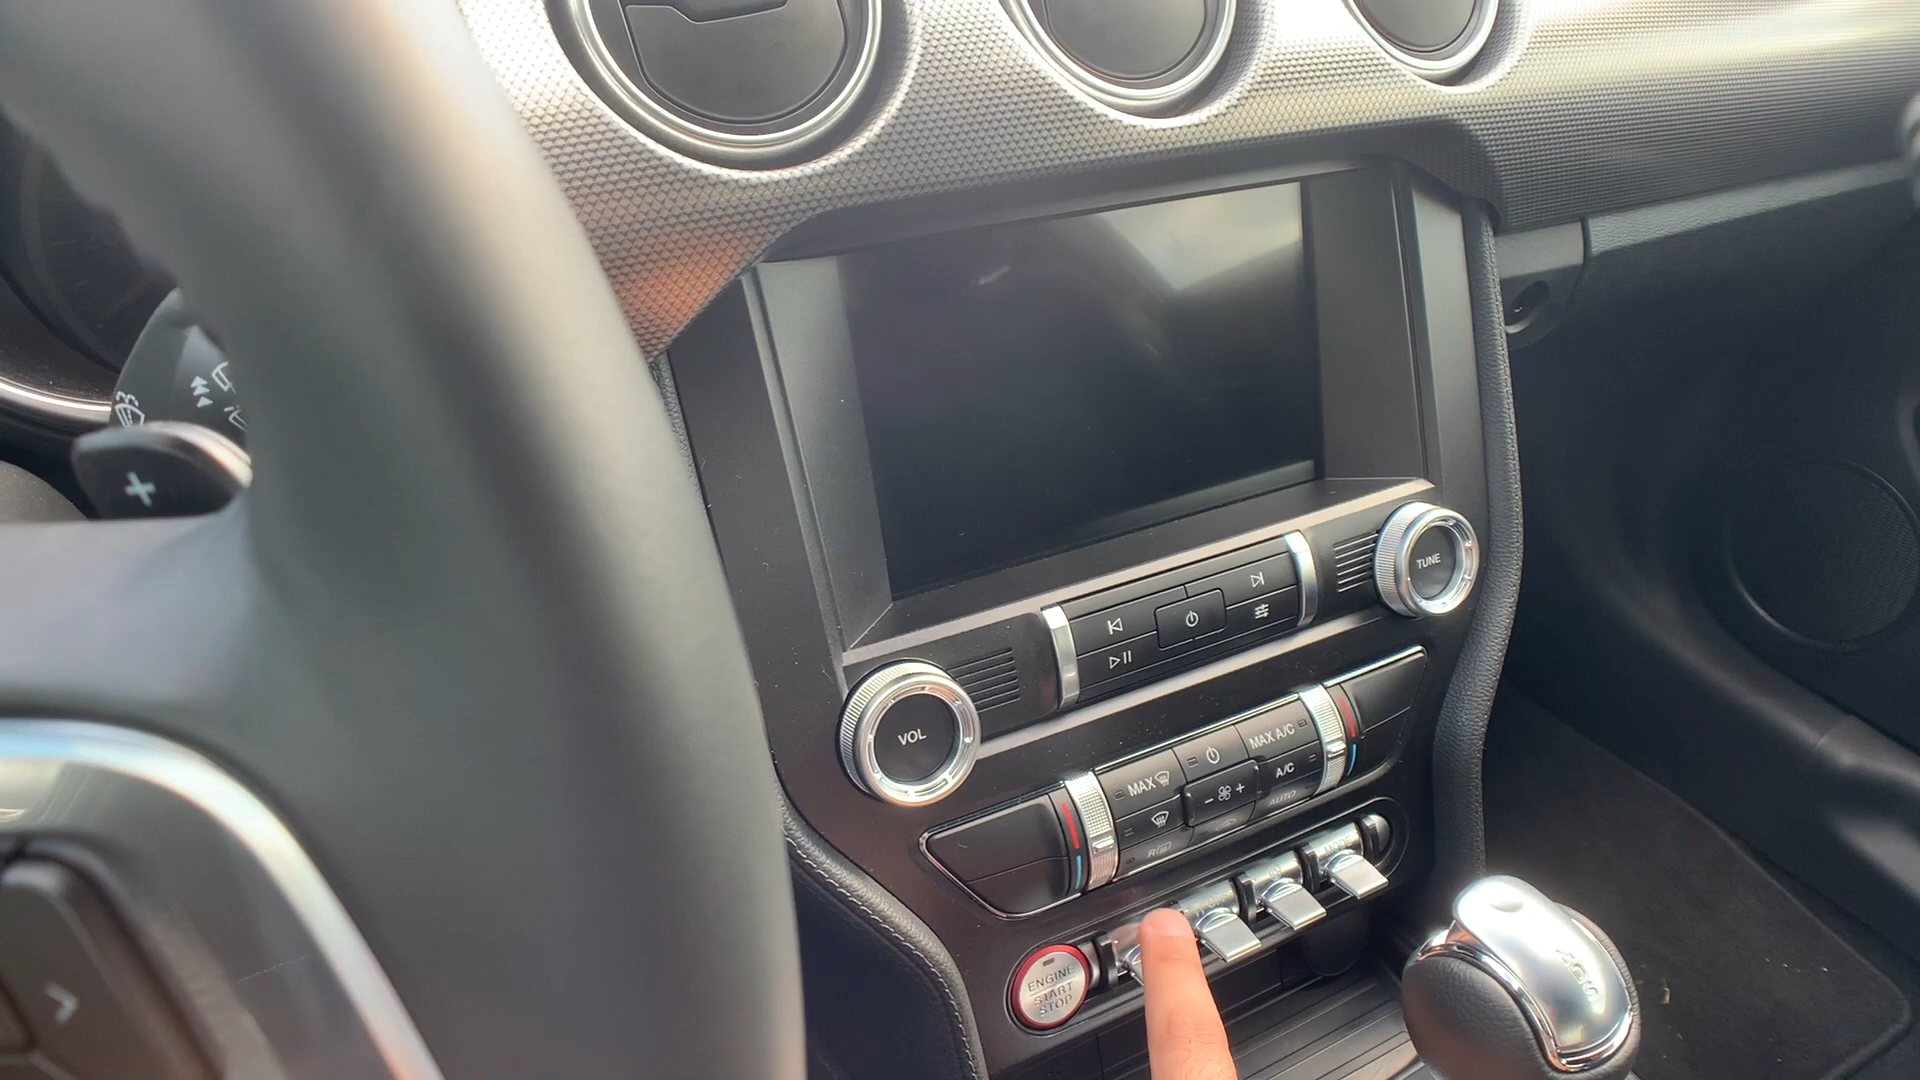 +
TUNE
VOL
MAX A/C
MAX
A/C
- +
AUTO
R
ENGINE
START
STOP